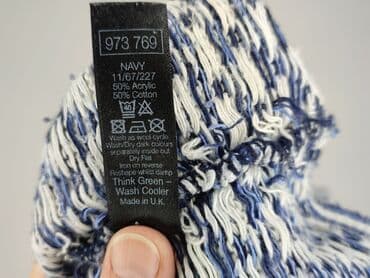 973 769
NAVY
11/67/227
50% Acrylic
50% Cotton
40
Wash as wool cycle
Wash/Dry dark colours
separately inside out
Dry Flat
Iron on reverse
Reshape whilst damp
Think Green –
Wash Cooler
Made in U.K.